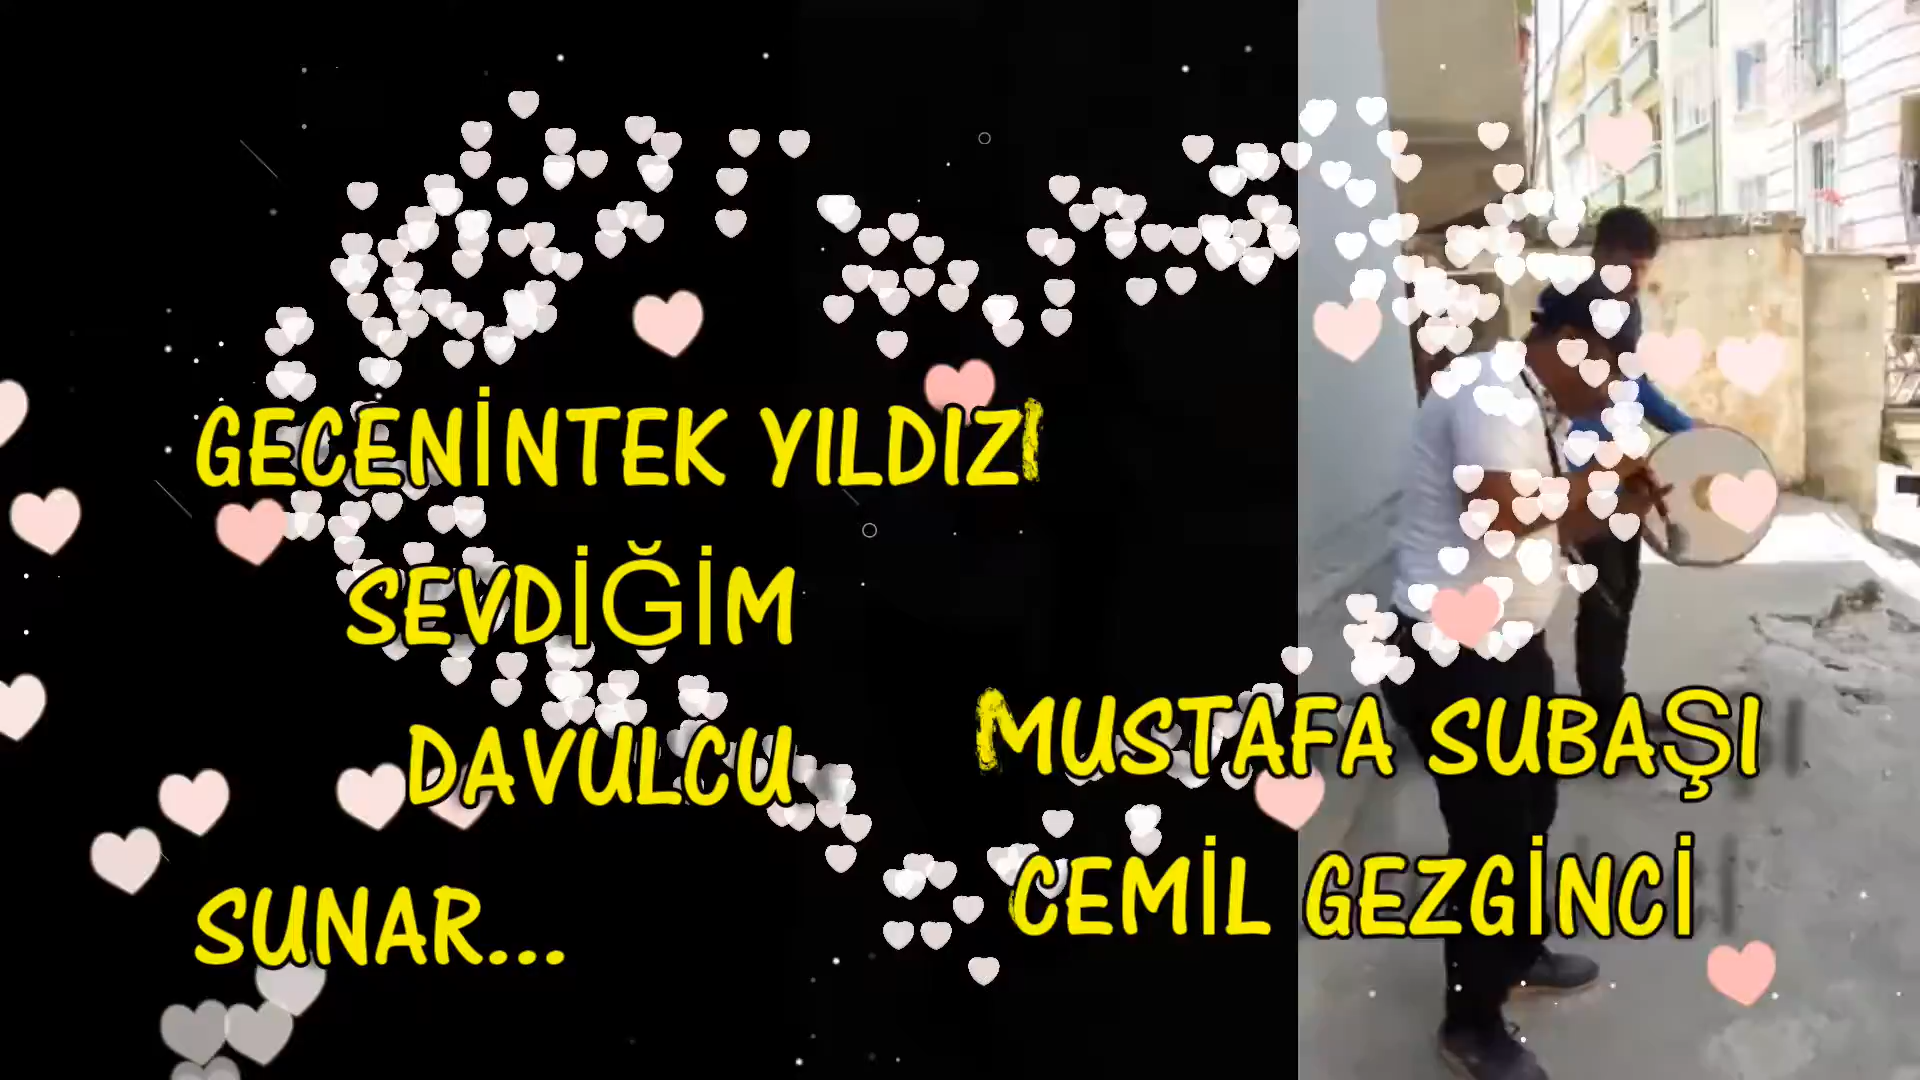 GECENİNTEK YILDIZI
SEVDİĞİM
DAVULCU
SUNAR...
MUSTAFA SUBAŞI
CEMİL GEZGİNCİ